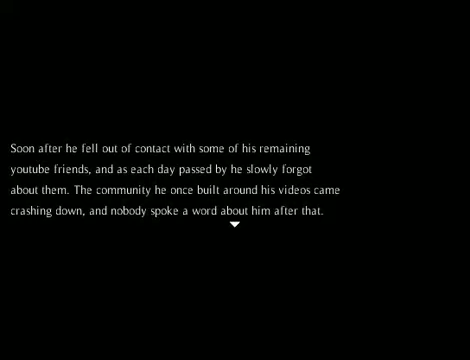 Soon after he fell out of contact with some of his remaining
youtube friends, and as each day passed by he slowly forgot
about them. The community he once built around his videos came
crashing down, and nobody spoke a word about him after that.